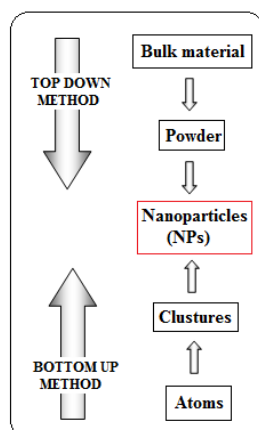 Bulk material
TOP DOWN
METHOD
Powder
Nanoparticles
(NPs)
Clustures
BOTTOM UP
METHOD
Atoms